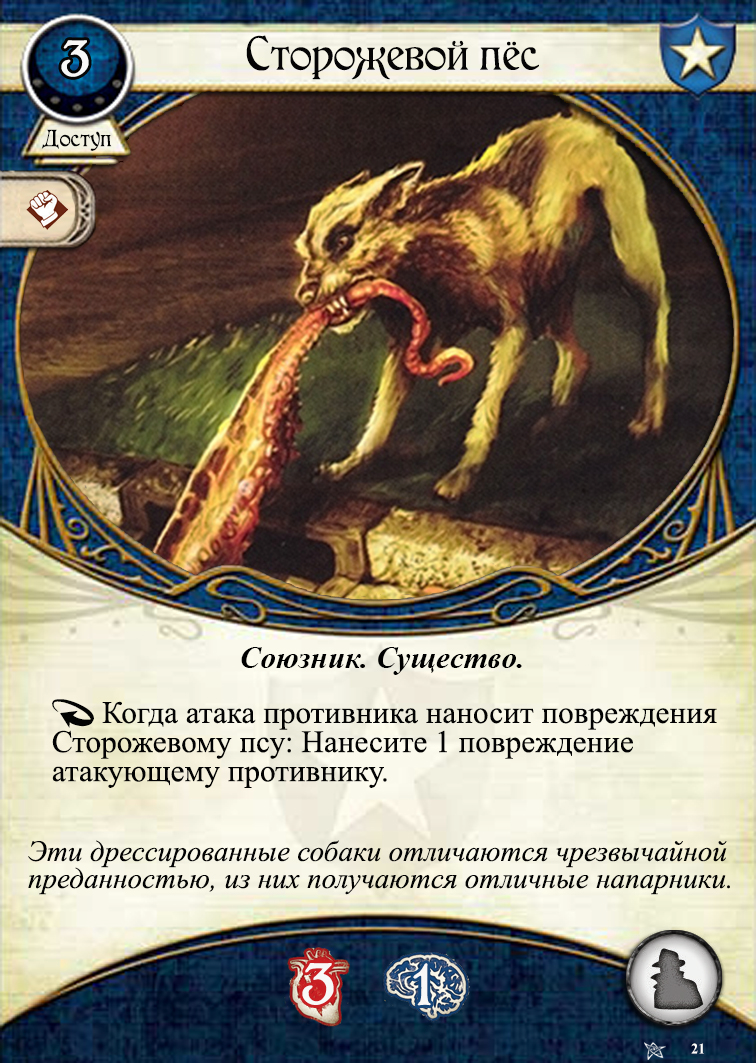 3
Сторожевой пёс
Доступ
Союзник. Существо.
Когда атака противника наносит повреждения
Сторожевому псу: Нанесите 1 повреждение
атакующему противнику.
Эти дрессированные собаки отличаются чрезвычайной
преданностью, из них получаются отличные напарники.
3 1
21